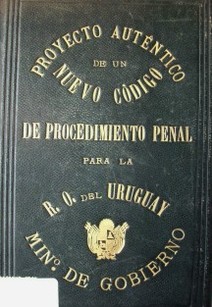 PROYECTO AUTÉNTICO
DE UN
NUEVO CÓDIGO
DE PROCEDIMIENTO PENAL
PARA LA
R. O. DEL URUGUAY
MINº. DE GOBIERNO